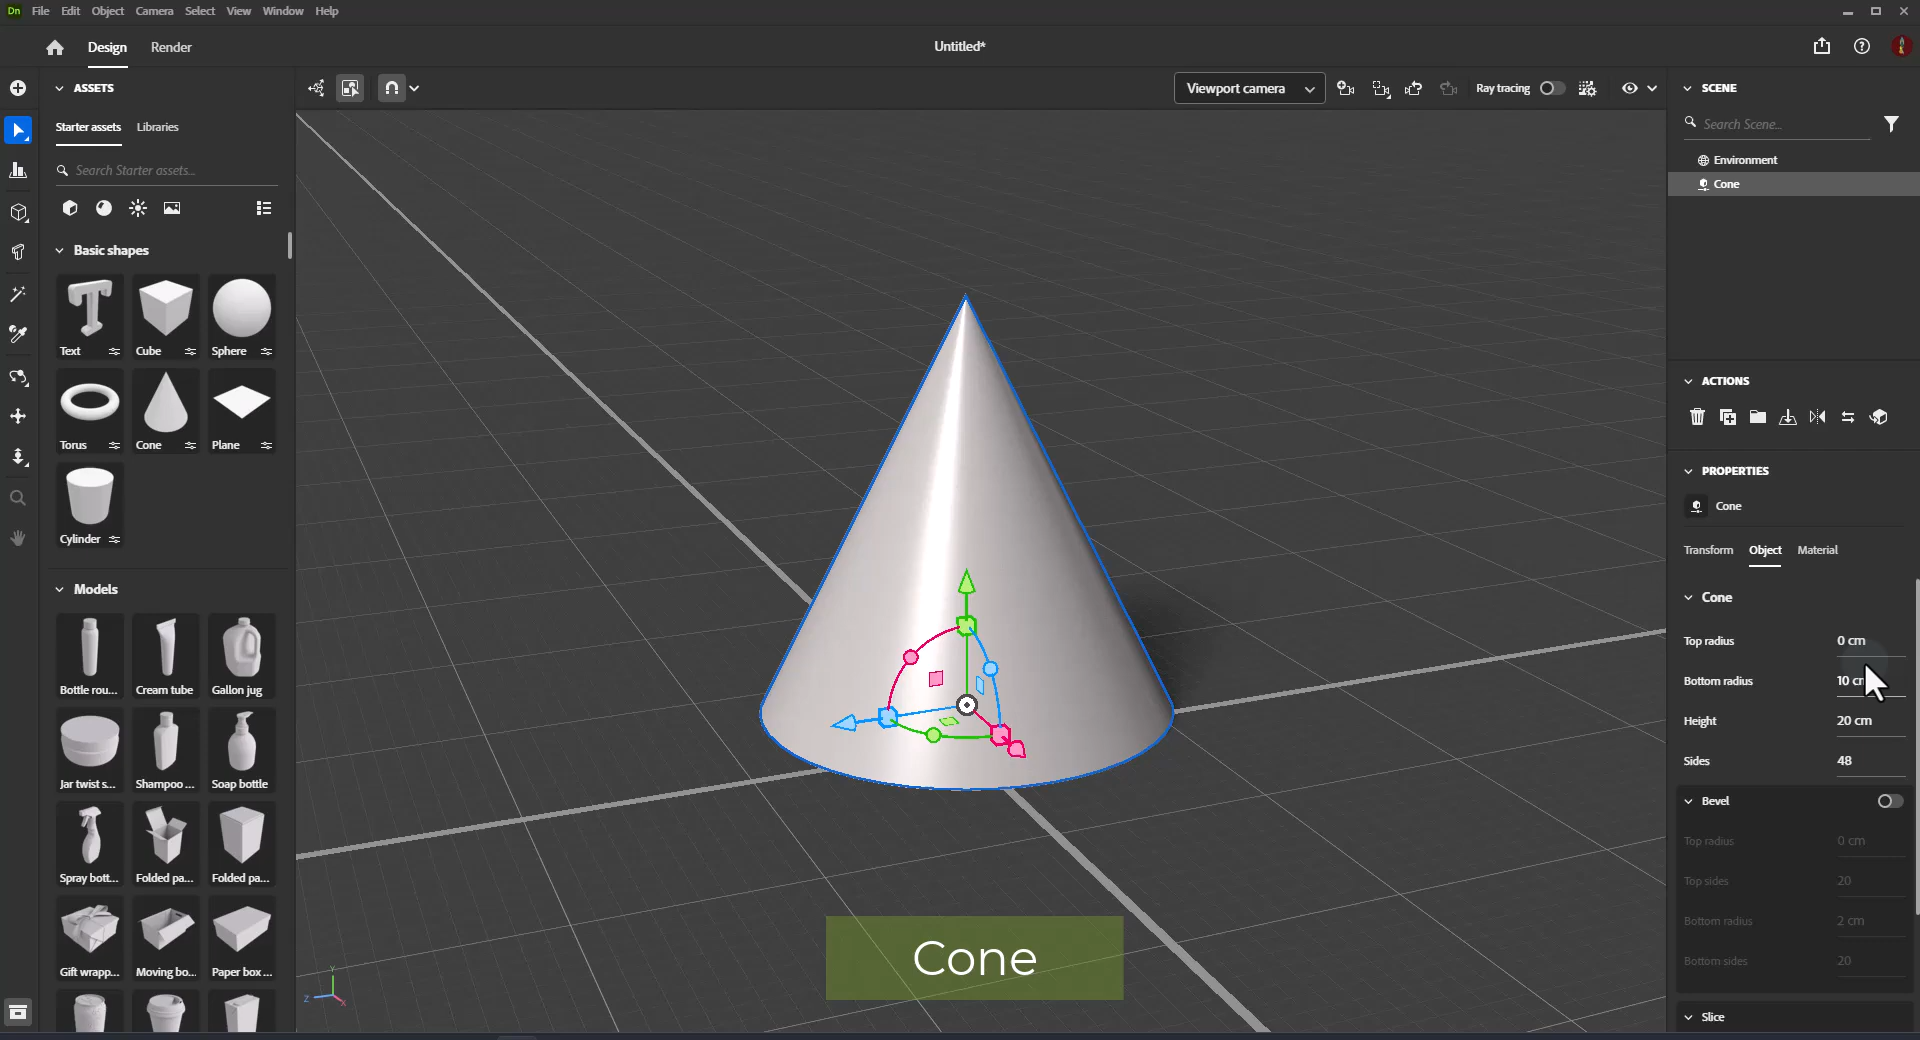 Dn File Edit Object Camera Select View Window Help
Design Render Untitled*
ASSETS
Starter assets Libraries
Search Starter assets...
Basic shapes
Text Cube Sphere
Torus Cone Plane
Cylinder
Models
Bottle rou... Cream tube Gallon jug
Jar twist s... Shampoo ... Soap bottle
Spray bott... Folded pa... Folded pa...
Gift wrapp... Moving bo... Paper box ...
Viewport camera Ray tracing
Y
Z X
Cone
SCENE
Search Scene...
Environment
Cone
ACTIONS
PROPERTIES
Cone
Transform Object Material
Cone
Top radius 0 cm
Bottom radius 10
Height 20 cm
Sides 48
Bevel
Top radius 0 cm
Top sides 20
Bottom radius 2 cm
Bottom sides 20
Slice